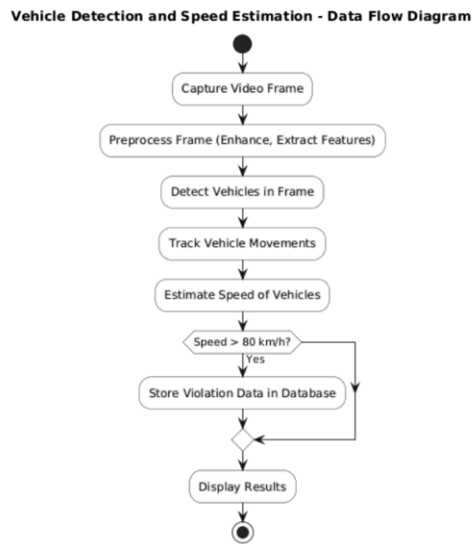 Vehicle Detection and Speed Estimation - Data Flow Diagram
Capture Video Frame
Preprocess Frame (Enhance, Extract Features)
Detect Vehicles in Frame
Track Vehicle Movements
Estimate Speed of Vehicles
Speed > 80 km/h?
Yes
Store Violation Data in Database
Display Results